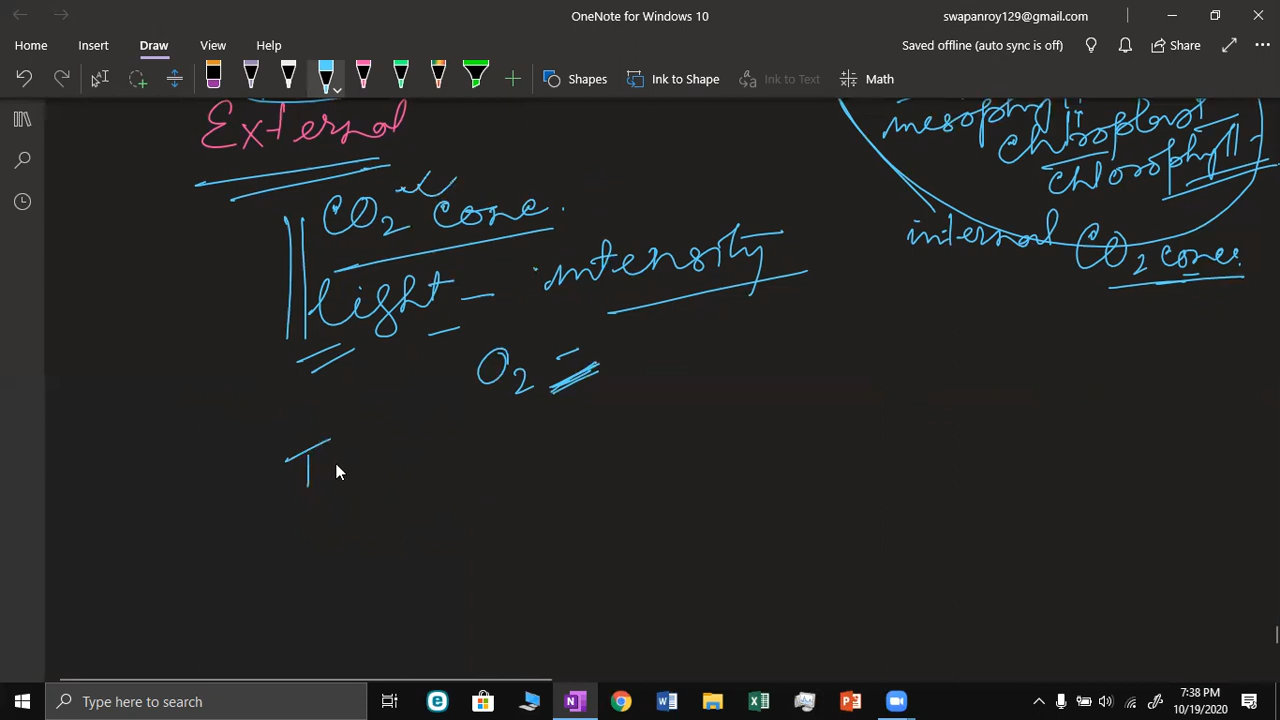 OneNote for Windows 10
swapanroy129@gmail.com
Home Insert Draw View Help
Saved offline (auto sync is off)
Share
Shapes
Ink to Shape
Ink to Text
Math
External
CO2 conc.
light - intensity
O2 =
T
mesophyll
Chloroplast
chlorophyll
internal CO2 conc.
Type here to search
7:38 PM
10/19/2020